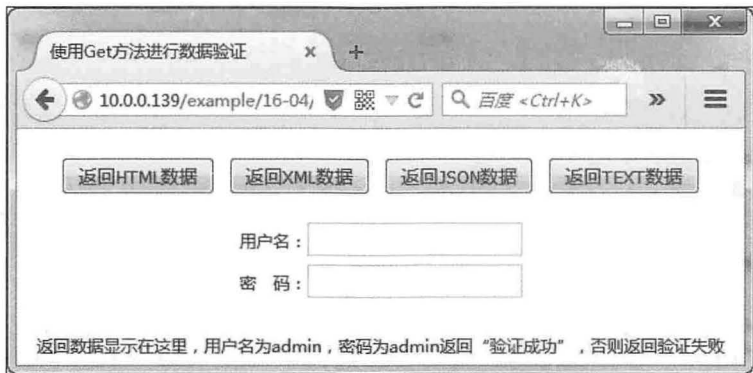 使用Get方法进行数据验证
10.0.0.139/example/16-04/
百度 <Ctrl+K>
返回HTML数据 返回XML数据 返回JSON数据 返回TEXT数据
用户名：
密 码：
返回数据显示在这里，用户名为admin，密码为admin返回“验证成功”，否则返回验证失败